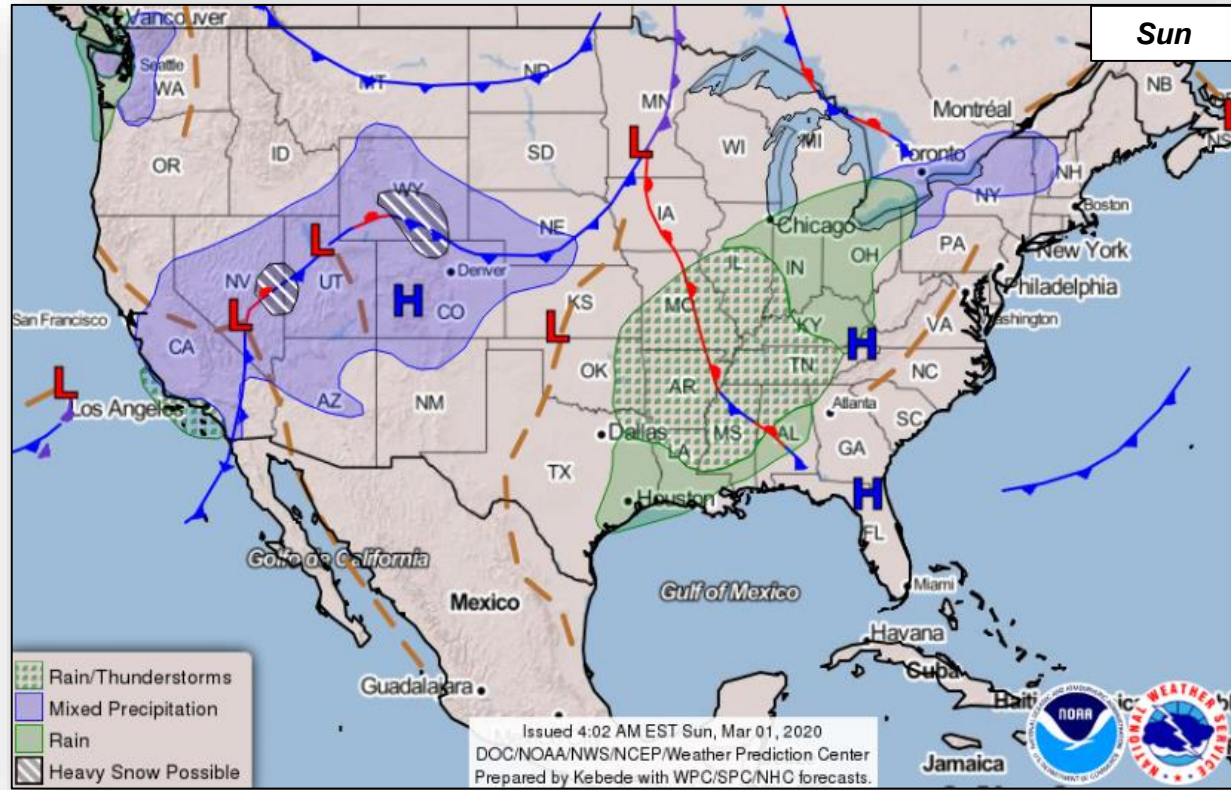 Sun
Vancouver
Seattle
WA
MT
ND
MN
Montréal
NB
NS
OR
ID
WY
SD
WI
MI
Toronto
NH
NY
Boston
IA
NE
Chicago
PA
New York
Philadelphia
NV
UT
Denver
CO
IL
IN
OH
San Francisco
CA
KS
MO
KY
VA
Los Angeles
AZ
NM
OK
AR
TN
NC
Atlanta
SC
Dallas
TX
LA
MS
AL
GA
Houston
FL
Golfo de California
Mexico
Gulf of Mexico
Miami
Havana
Cuba
Guadalajara
Jamaica
L
L
L
L
L
L
H
H
H
Rain/Thunderstorms
Mixed Precipitation
Rain
Heavy Snow Possible
Issued 4:02 AM EST Sun, Mar 01, 2020
DOC/NOAA/NWS/NCEP/Weather Prediction Center
Prepared by Kebede with WPC/SPC/NHC forecasts.
NOAA
NATIONAL WEATHER SERVICE